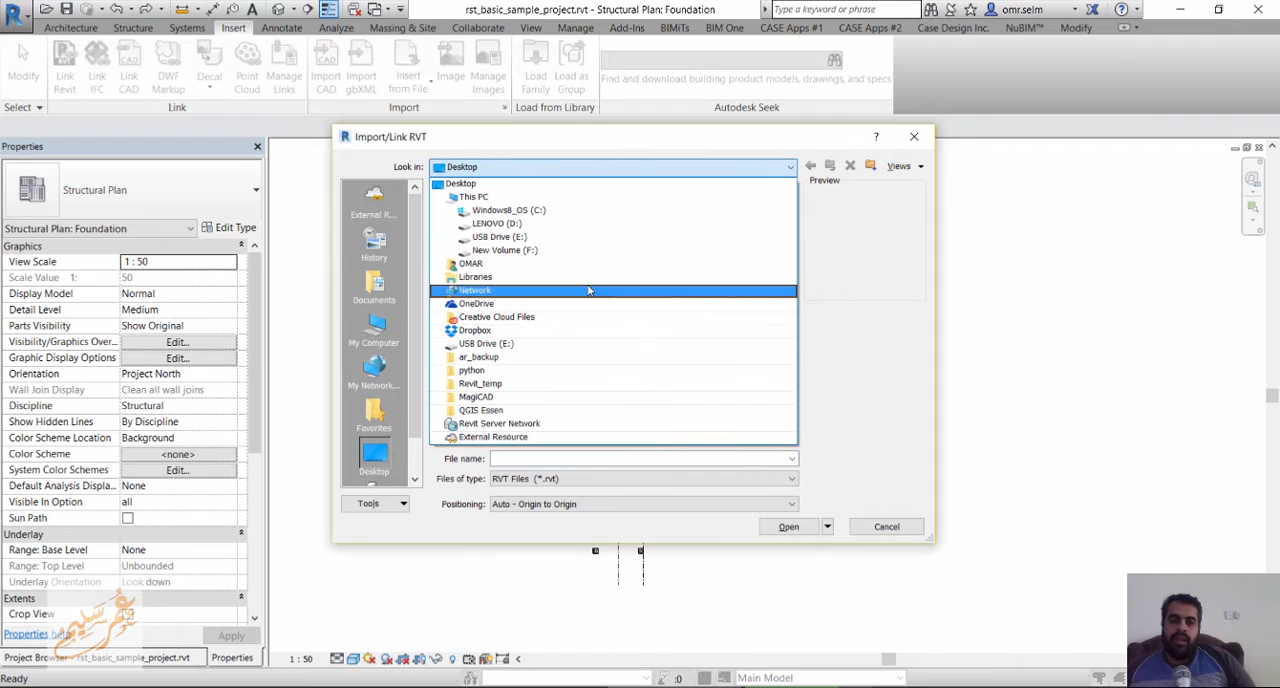 rst_basic_sample_project.rvt - Structural Plan: Foundation
Type a keyword or phrase
omr.selm
Architecture Structure Systems Insert Annotate Analyze Massing & Site Collaborate View Manage Add-Ins BIMiTs BIM One CASE Apps #1 CASE Apps #2 Case Design Inc. NuBIM™ Modify
Modify
Link Revit
Link IFC
Link CAD
DWF Markup
Decal
Point Cloud
Manage Links
Import CAD
Import gbXML
Insert from File
Image
Manage Images
Load Family
Load as Group
Find and download building product models, drawings, and specs
Select Link Import Load from Library Autodesk Seek
Properties
Structural Plan
Structural Plan: Foundation Edit Type
Graphics
View Scale 1 : 50
Scale Value 1: 50
Display Model Normal
Detail Level Medium
Parts Visibility Show Original
Visibility/Graphics Over... Edit...
Graphic Display Options Edit...
Orientation Project North
Wall Join Display Clean all wall joins
Discipline Structural
Show Hidden Lines By Discipline
Color Scheme Location Background
Color Scheme <none>
System Color Schemes Edit...
Default Analysis Displa... None
Visible In Option all
Sun Path
Underlay
Range: Base Level None
Range: Top Level Unbounded
Underlay Orientation Look down
Extents
Crop View
Properties help Apply
Project Browser - rst_basic_sample_project.rvt Properties
Import/Link RVT
?
Look in: Desktop
Views
Preview
External R...
History
Documents
My Computer
My Network...
Favorites
Desktop
Desktop
This PC
Windows8_OS (C:)
LENOVO (D:)
USB Drive (E:)
New Volume (F:)
OMAR
Libraries
Network
OneDrive
Creative Cloud Files
Dropbox
USB Drive (E:)
ar_backup
python
Revit_temp
MagiCAD
QGIS Essen
Revit Server Network
External Resource
File name:
Files of type: RVT Files (*.rvt)
Tools Positioning: Auto - Origin to Origin
Open Cancel
1 : 50
Ready
:0
Main Model
عمر سليم